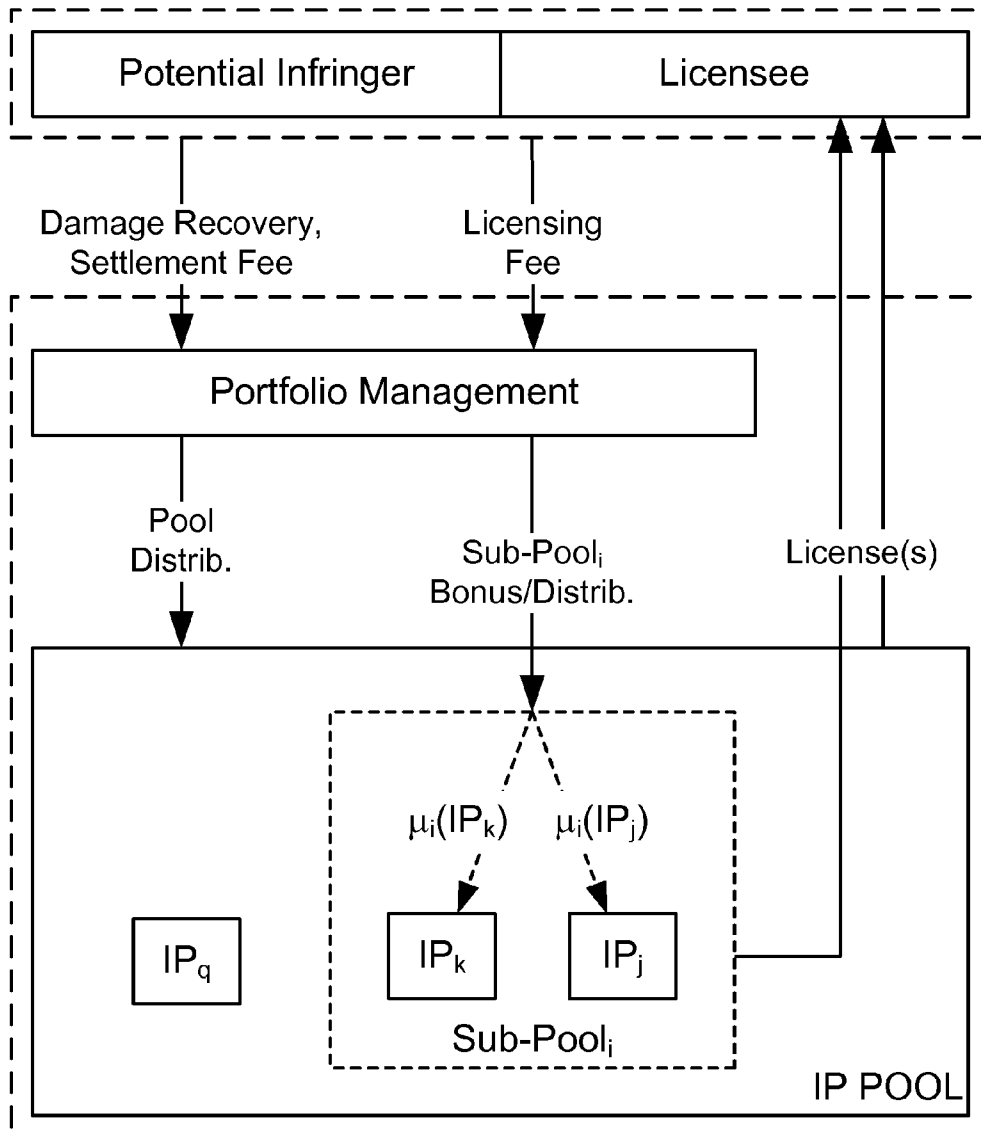 Potential Infringer
Licensee
Damage Recovery,
Settlement Fee
Licensing
Fee
Portfolio Management
Pool
Distrib.
Sub-Poolᵢ
Bonus/Distrib.
License(s)
μᵢ(IPₖ)
μᵢ(IPⱼ)
IP_q
IPₖ
IPⱼ
Sub-Poolᵢ
IP POOL